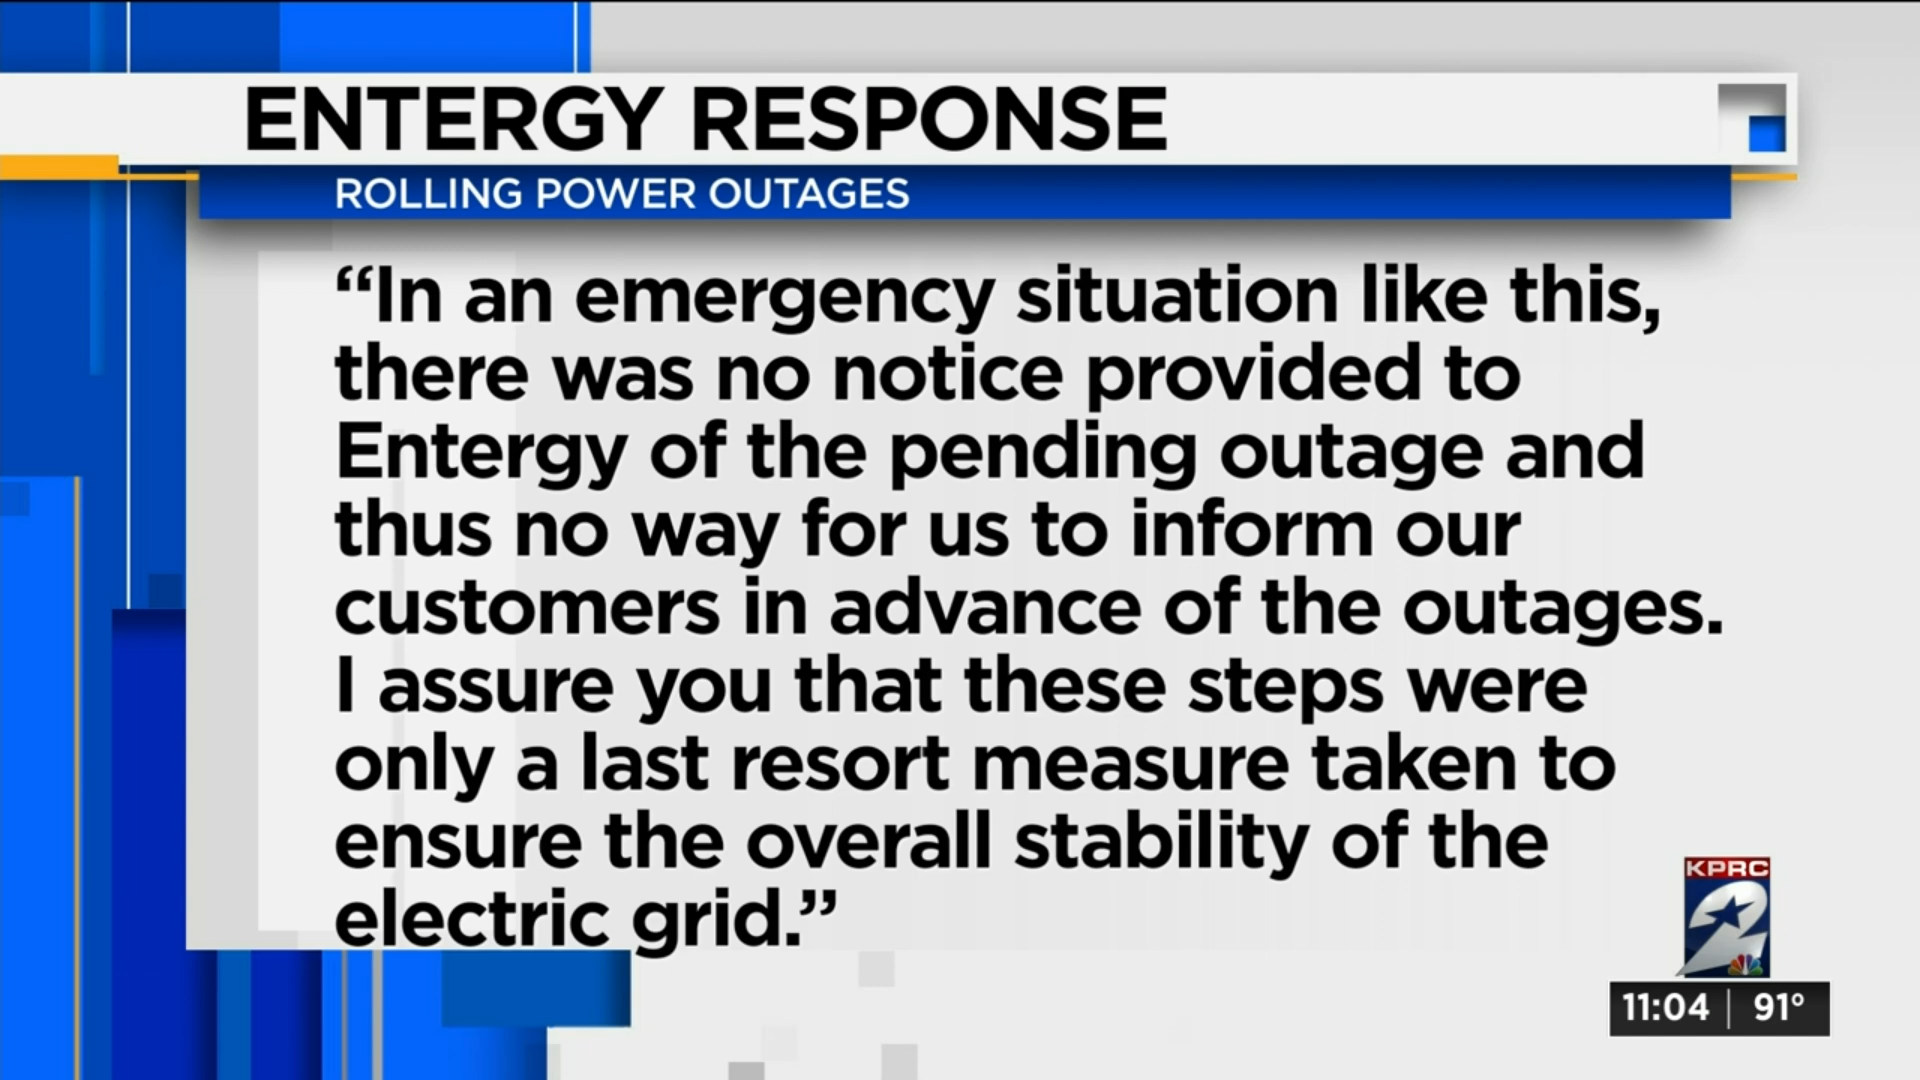 ENTERGY RESPONSE
ROLLING POWER OUTAGES
“In an emergency situation like this,
there was no notice provided to
Entergy of the pending outage and
thus no way for us to inform our
customers in advance of the outages.
I assure you that these steps were
only a last resort measure taken to
ensure the overall stability of the
electric grid.”
KPRC
2
11:04 | 91°